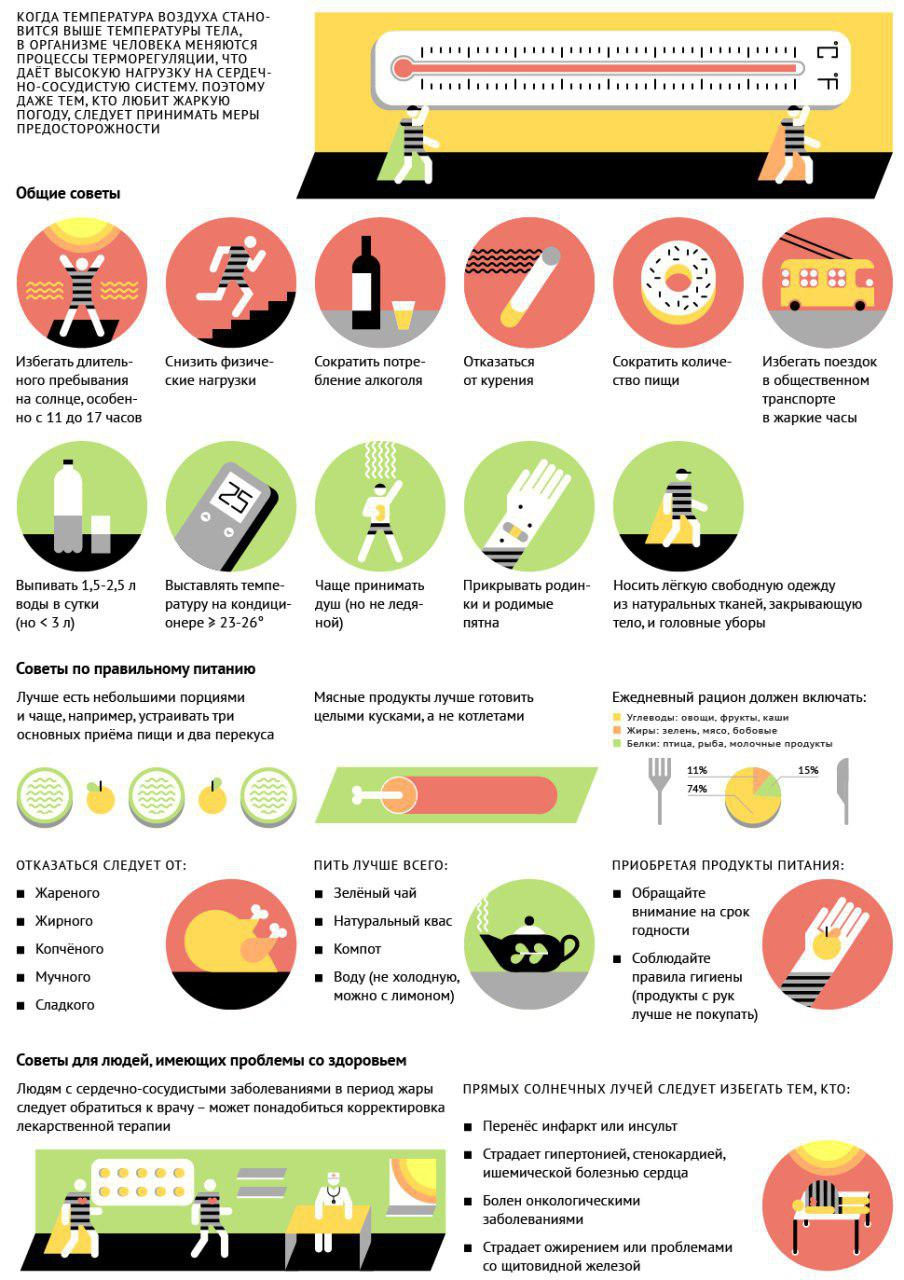 КОГДА ТЕМПЕРАТУРА ВОЗДУХА СТАНО-
ВИТСЯ ВЫШЕ ТЕМПЕРАТУРЫ ТЕЛА,
В ОРГАНИЗМЕ ЧЕЛОВЕКА МЕНЯЮТСЯ
ПРОЦЕССЫ ТЕРМОРЕГУЛЯЦИИ, ЧТО
ДАЁТ ВЫСОКУЮ НАГРУЗКУ НА СЕРДЕЧ-
НО-СОСУДИСТУЮ СИСТЕМУ. ПОЭТОМУ
ДАЖЕ ТЕМ, КТО ЛЮБИТ ЖАРКУЮ
ПОГОДУ, СЛЕДУЕТ ПРИНИМАТЬ МЕРЫ
ПРЕДОСТОРОЖНОСТИ
Общие советы
Избегать длитель-
ного пребывания
на солнце, особен-
но с 11 до 17 часов
Снизить физиче-
ские нагрузки
Сократить потре-
бление алкоголя
Отказаться
от курения
Сократить количе-
ство пищи
Избегать поездок
в общественном
транспорте
в жаркие часы
25
Выпивать 1,5-2,5 л
воды в сутки
(но < 3 л)
Выставлять темпе-
ратуру на кондици-
онере ⩾ 23-26°
Чаще принимать
душ (но не ледя-
ной)
Прикрывать родин-
ки и родимые
пятна
Носить лёгкую свободную одежду
из натуральных тканей, закрывающую
тело, и головные уборы
Советы по правильному питанию
Лучше есть небольшими порциями
и чаще, например, устраивать три
основных приёма пищи и два перекуса
Мясные продукты лучше готовить
целыми кусками, а не котлетами
Ежедневный рацион должен включать:
Углеводы: овощи, фрукты, каши
Жиры: зелень, мясо, бобовые
Белки: птица, рыба, молочные продукты
11%
15%
74%
ОТКАЗАТЬСЯ СЛЕДУЕТ ОТ:
■ Жареного
■ Жирного
■ Копчёного
■ Мучного
■ Сладкого
ПИТЬ ЛУЧШЕ ВСЕГО:
■ Зелёный чай
■ Натуральный квас
■ Компот
■ Воду (не холодную,
можно с лимоном)
ПРИОБРЕТАЯ ПРОДУКТЫ ПИТАНИЯ:
■ Обращайте
внимание на срок
годности
■ Соблюдайте
правила гигиены
(продукты с рук
лучше не покупать)
Советы для людей, имеющих проблемы со здоровьем
Людям с сердечно-сосудистыми заболеваниями в период жары
следует обратиться к врачу – может понадобиться корректировка
лекарственной терапии
ПРЯМЫХ СОЛНЕЧНЫХ ЛУЧЕЙ СЛЕДУЕТ ИЗБЕГАТЬ ТЕМ, КТО:
■ Перенёс инфаркт или инсульт
■ Страдает гипертонией, стенокардией,
ишемической болезнью сердца
■ Болен онкологическими
заболеваниями
■ Страдает ожирением или проблемами
со щитовидной железой